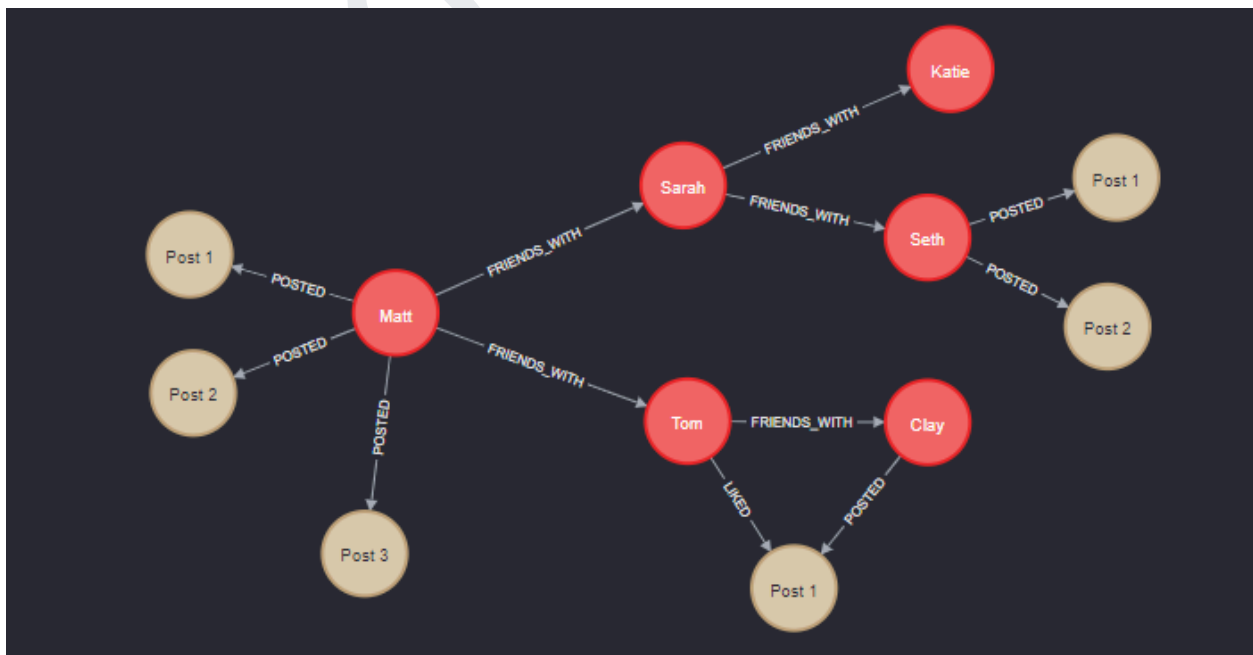 Katie
FRIENDS_WITH
Sarah
Post 1
FRIENDS_WITH
POSTED
Seth
FRIENDS_WITH
Post 1
POSTED
POSTED
Matt
Post 2
POSTED
FRIENDS_WITH
Post 2
POSTED
Tom
FRIENDS_WITH
Clay
LIKED
POSTED
Post 3
Post 1